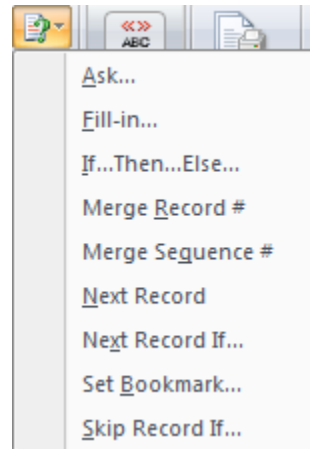 «»
ABC
Ask...
Fill-in...
If...Then...Else...
Merge Record #
Merge Sequence #
Next Record
Next Record If...
Set Bookmark...
Skip Record If...